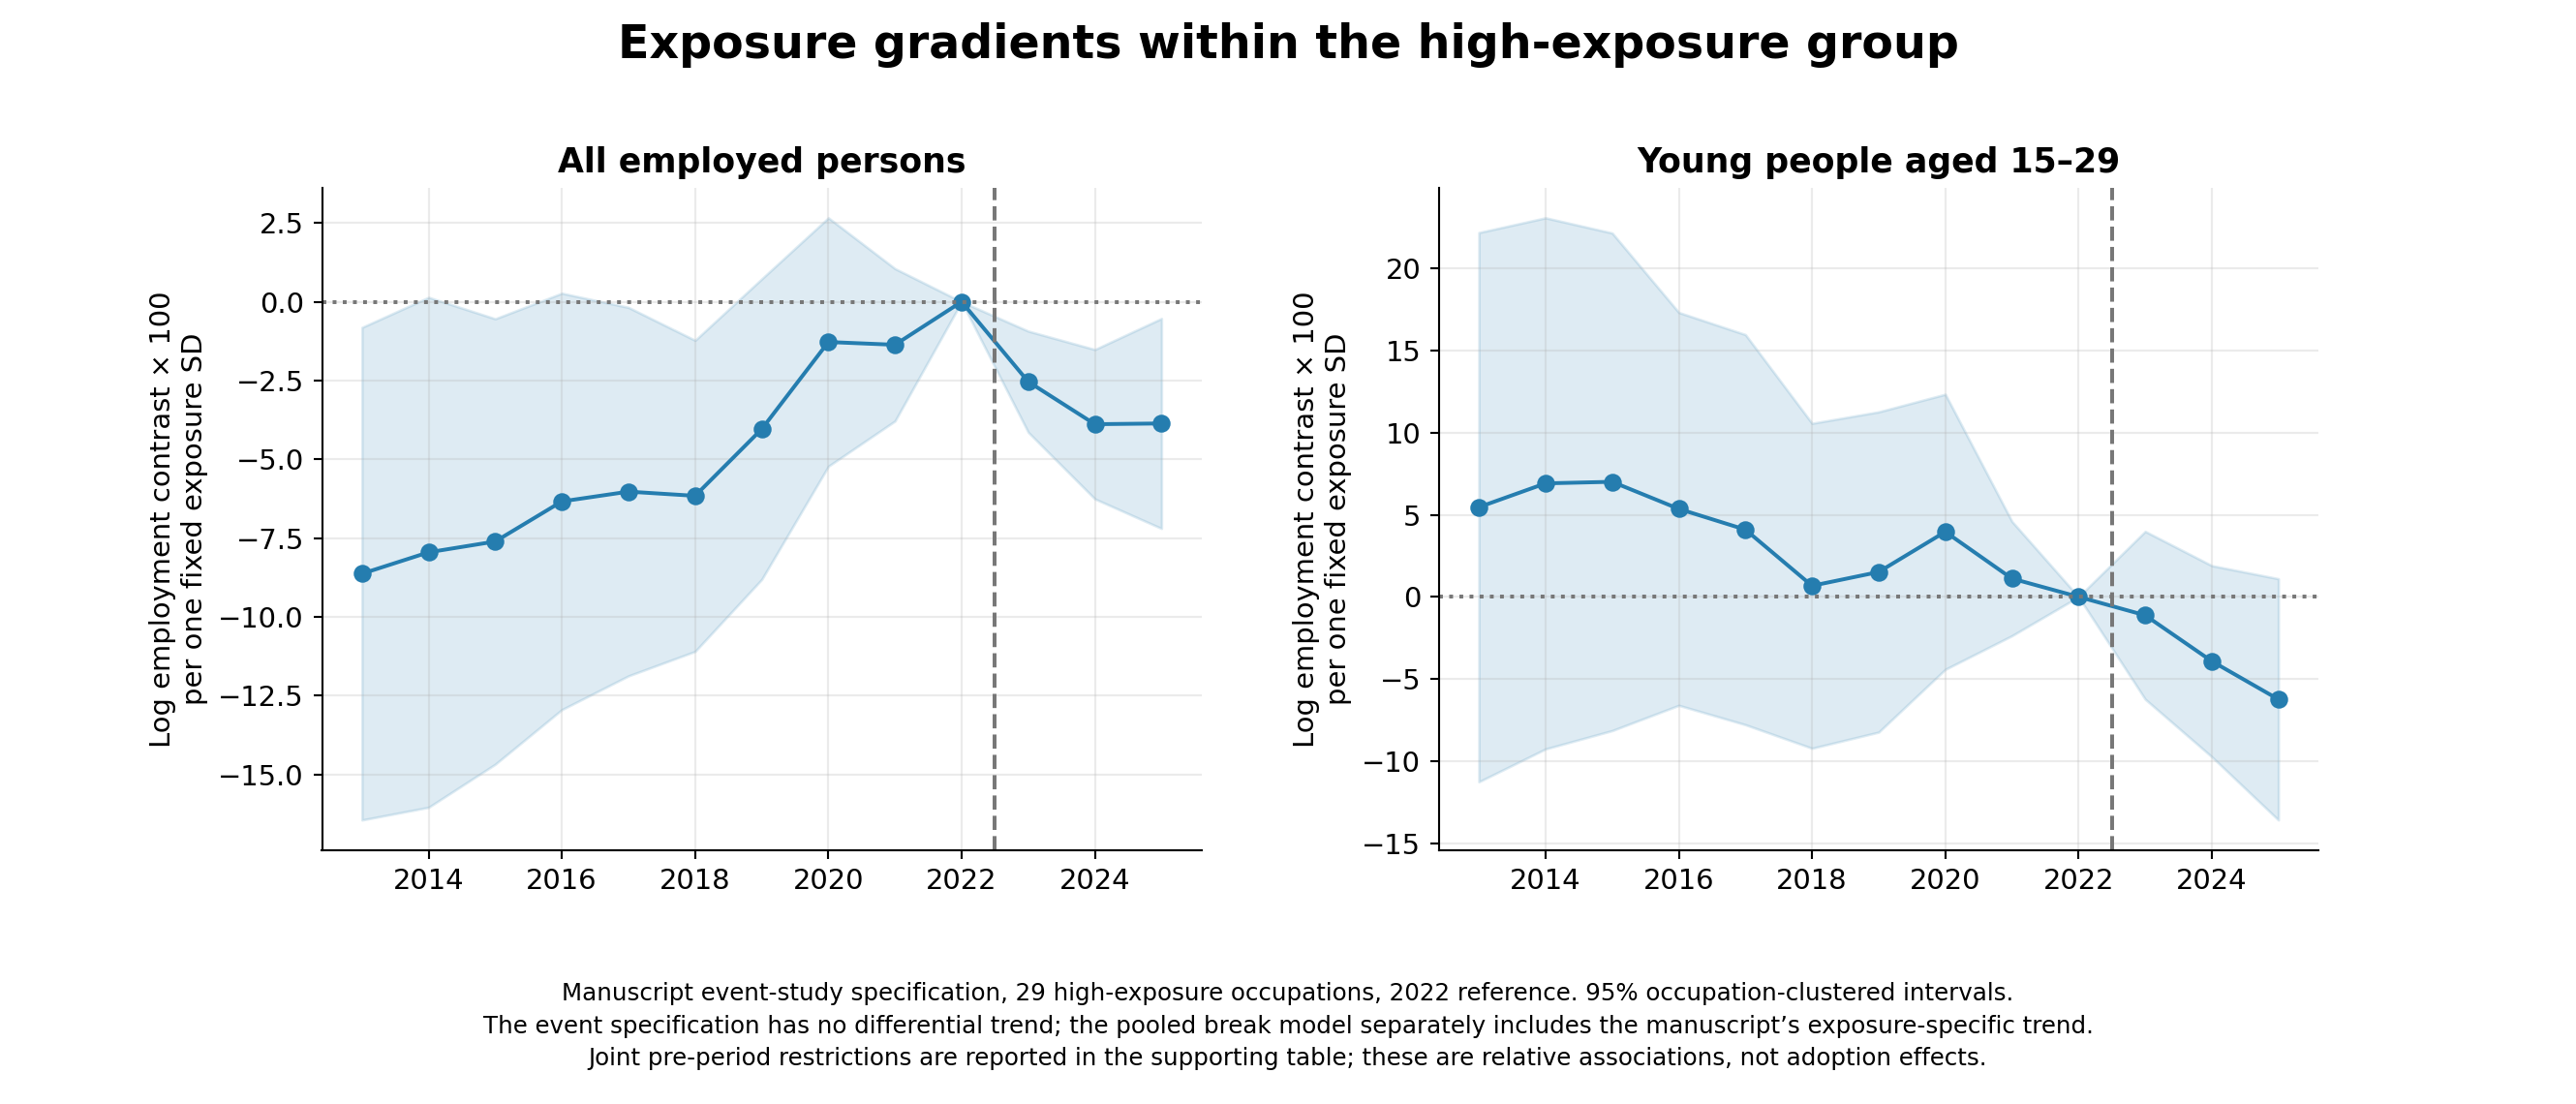 Exposure gradients within the high-exposure group
All employed persons
Log employment contrast × 100
per one fixed exposure SD
2.5
0.0
−2.5
−5.0
−7.5
−10.0
−12.5
−15.0
2014
2016
2018
2020
2022
2024
Young people aged 15–29
Log employment contrast × 100
per one fixed exposure SD
20
15
10
5
0
−5
−10
−15
2014
2016
2018
2020
2022
2024
Manuscript event-study specification, 29 high-exposure occupations, 2022 reference. 95% occupation-clustered intervals.
The event specification has no differential trend; the pooled break model separately includes the manuscript’s exposure-specific trend.
Joint pre-period restrictions are reported in the supporting table; these are relative associations, not adoption effects.